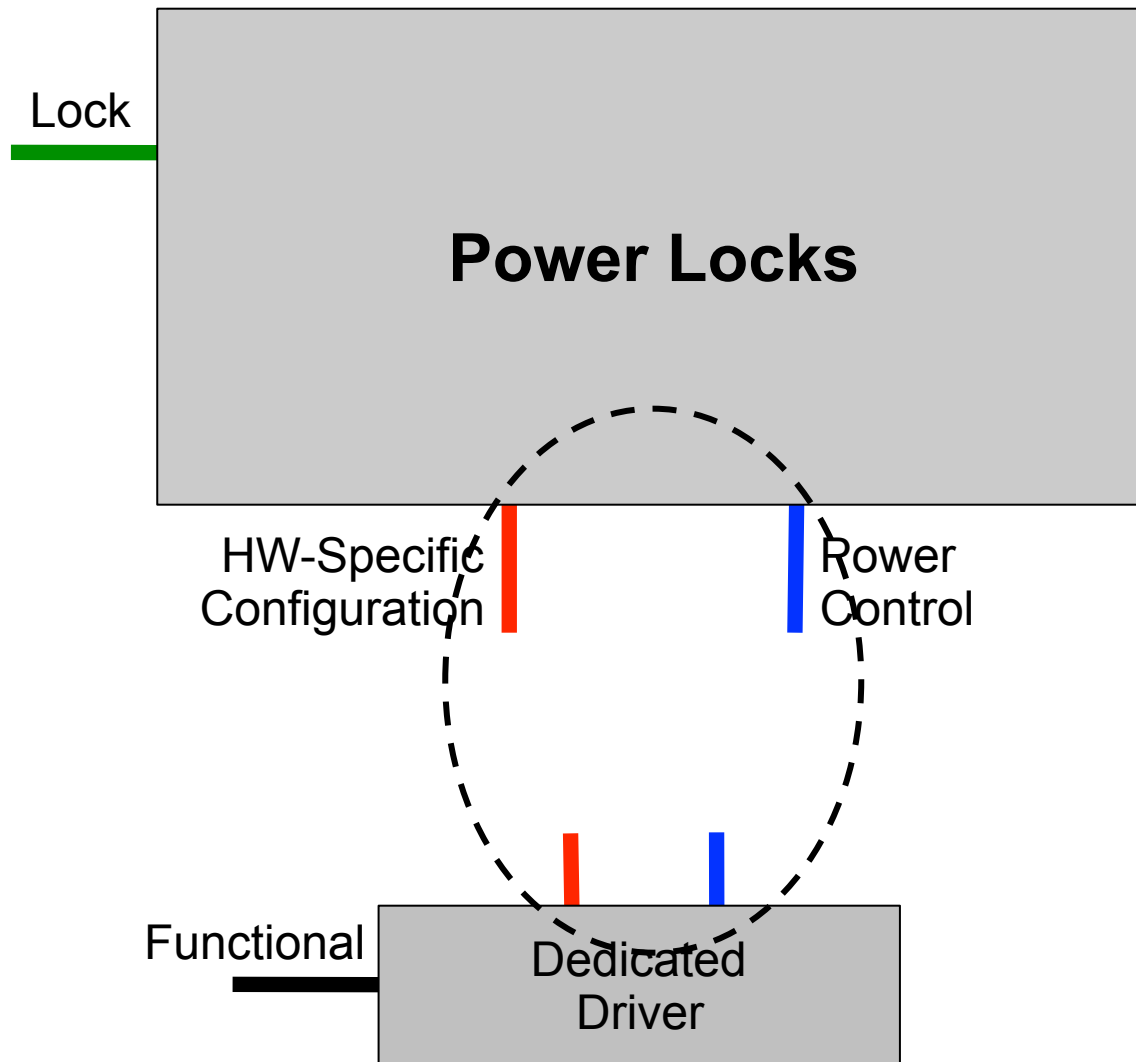 Lock
Power Locks
HW-Specific
Configuration
Power
Control
Functional
Dedicated
Driver